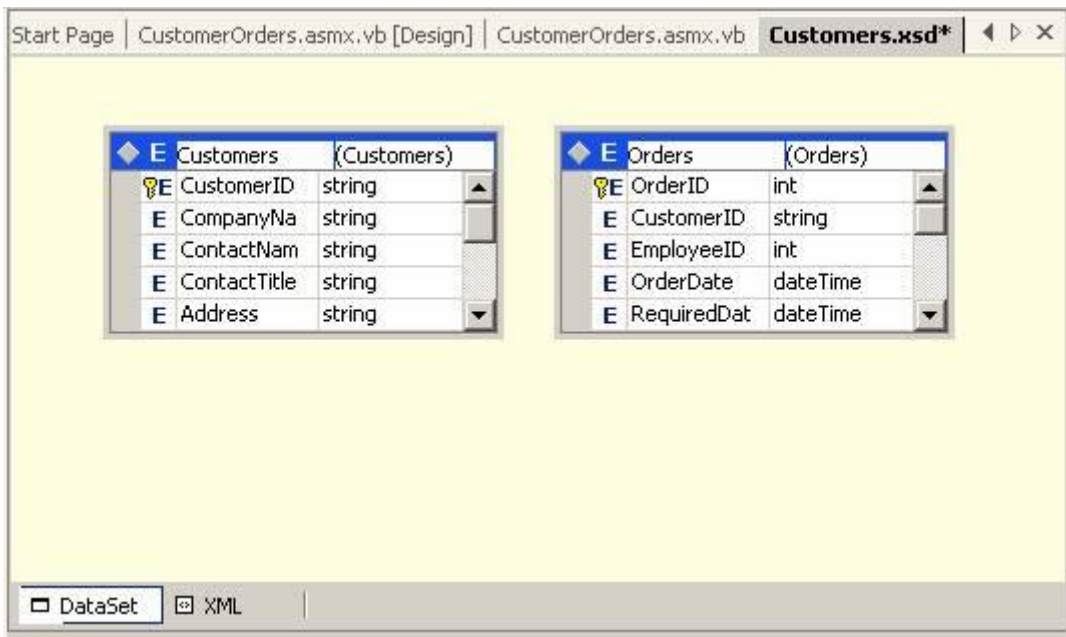 Start Page CustomerOrders.asmx.vb [Design] CustomerOrders.asmx.vb Customers.xsd*
E Customers (Customers)
E CustomerID string
E CompanyNa string
E ContactNam string
E ContactTitle string
E Address string
E Orders (Orders)
E OrderID int
E CustomerID string
E EmployeeID int
E OrderDate dateTime
E RequiredDat dateTime
DataSet XML